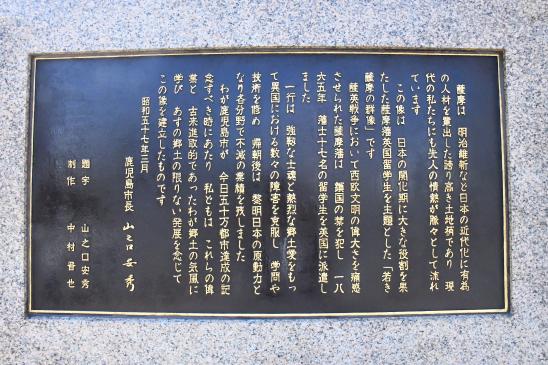 薩摩は 明治維新など日本の近代化に有為
の人材を輩出した誇り高き土地柄であり 現
代の私たちにも先人の情熱が脈々として流れ
ています
この像は 日本の開化期に大きな役割を果
たした薩摩藩英国留学生を主題とした「若き
薩摩の群像」です
薩英戦争において西欧文明の偉大さを痛感
させられた薩摩藩は 鎖国の禁を犯し 一八
六五年 藩士十七名の留学生を英国に派遣し
ました
一行は 強靱な士魂と熱烈な郷土愛をもっ
て異国における数々の障害を克服し 学問や
技術を修め 帰朝後は 黎明日本の原動力と
なり各分野で不滅の業績を残しました
わが鹿児島市が 今日五十万都市達成の記
念すべき時にあたり 私どもは これらの偉
業と 古来進取的であったわが郷土の気風に
学び あすの郷土の限りない発展を念じて
この像を建立したものです
昭和五十七年三月
鹿児島市長 山之口安秀
題字 山之口安秀
制作 中村晋也